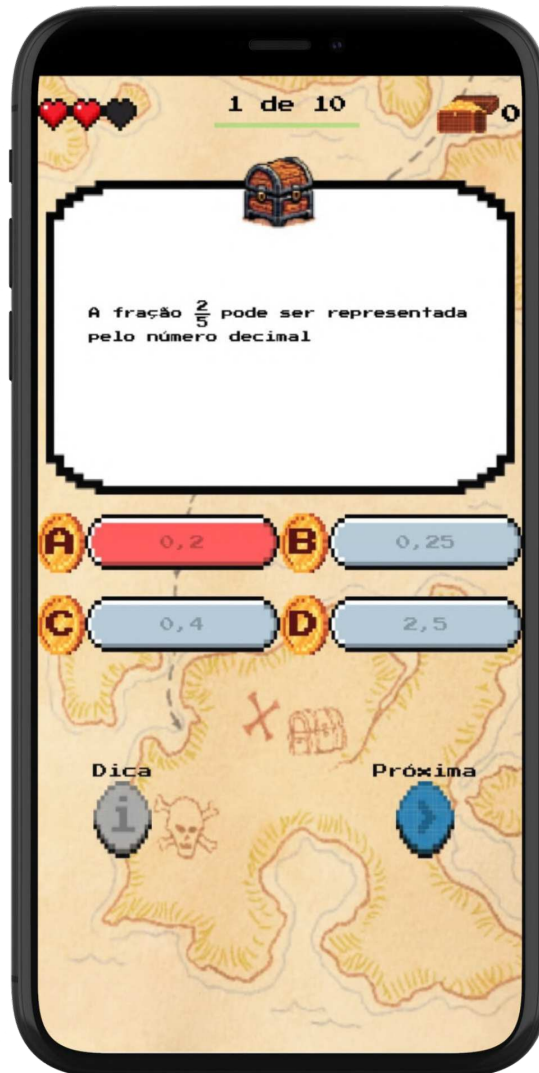 1 de 10
0
A fração 2/5 pode ser representada
pelo número decimal
A 0,2
B 0,25
C 0,4
D 2,5
Dica
Próxima
i